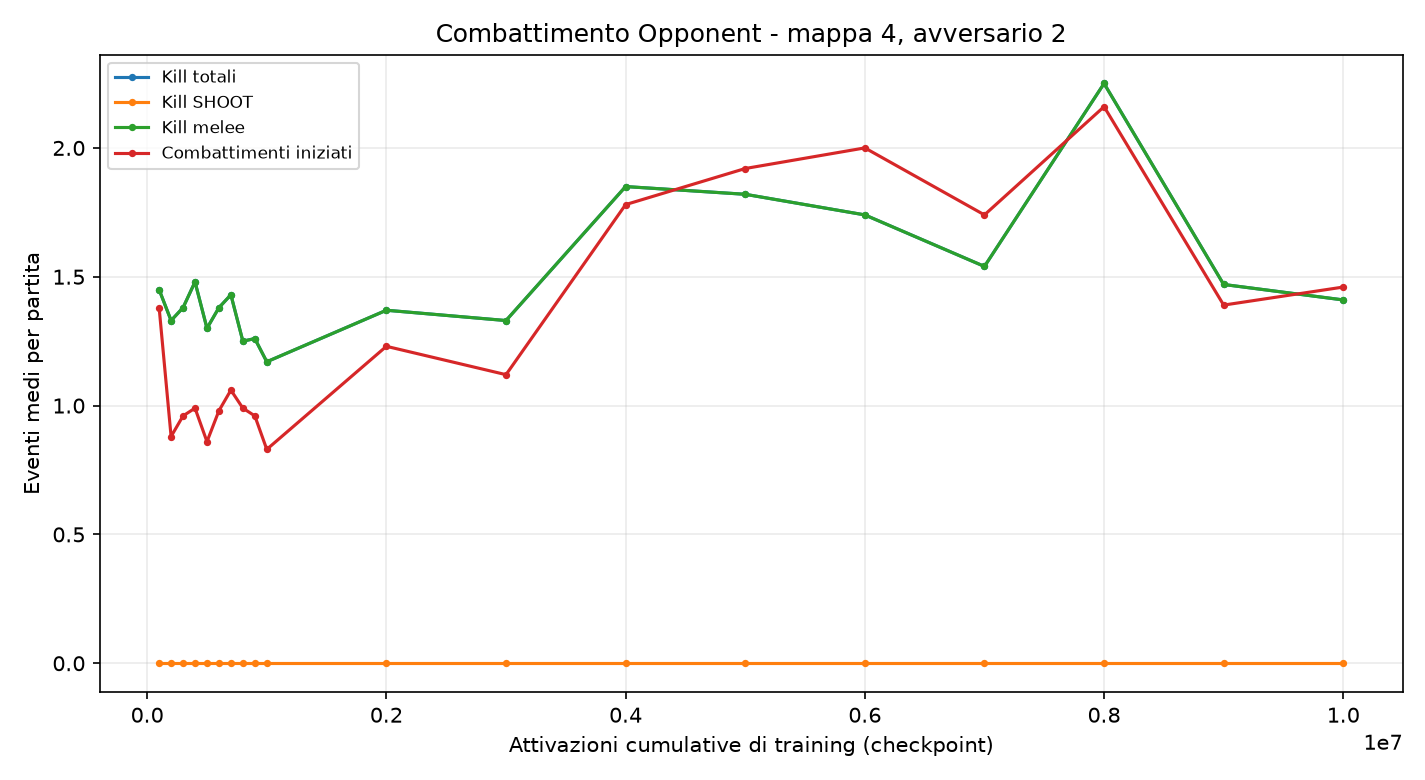 Combattimento Opponent - mappa 4, avversario 2
Kill totali
Kill SHOOT
Kill melee
Combattimenti iniziati
Eventi medi per partita
2.0
1.5
1.0
0.5
0.0
0.0 0.2 0.4 0.6 0.8 1.0
1e7
Attivazioni cumulative di training (checkpoint)